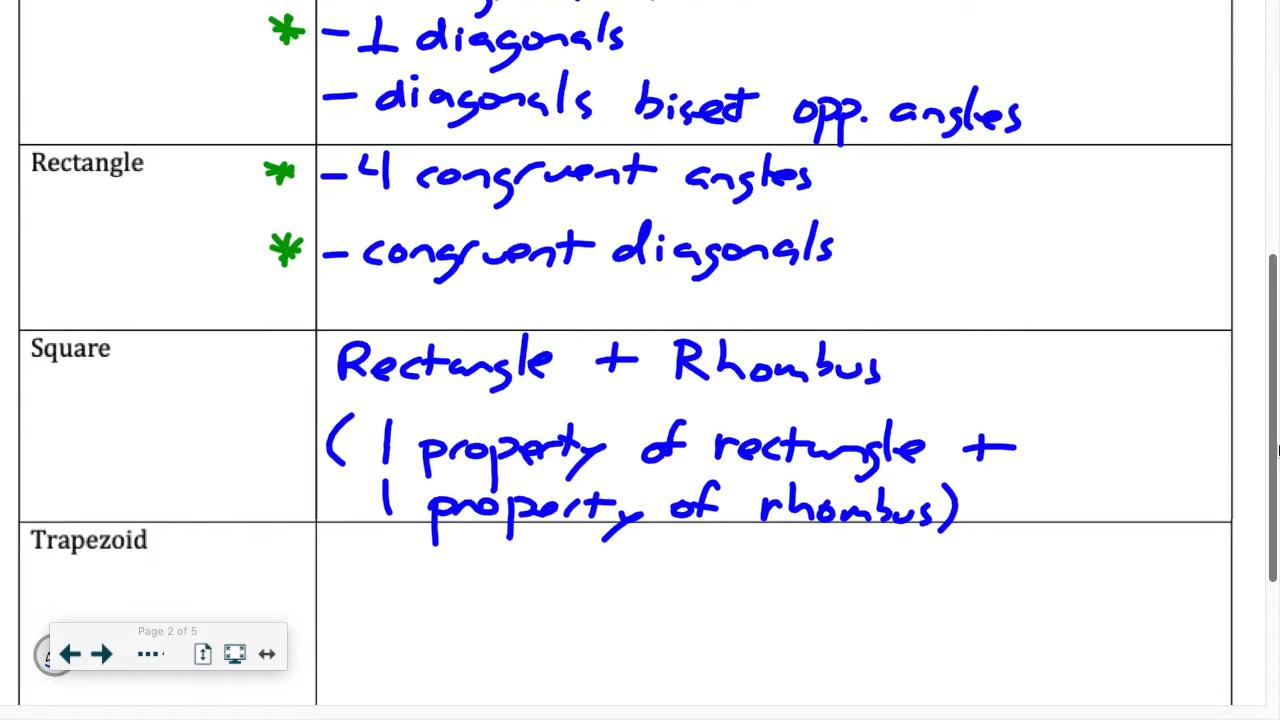 * - ⊥ diagonals
- diagonals bisect opp. angles
Rectangle * - 4 congruent angles
* - congruent diagonals
Square Rectangle + Rhombus
( 1 property of rectangle +
1 property of rhombus)
Trapezoid
Page 2 of 5